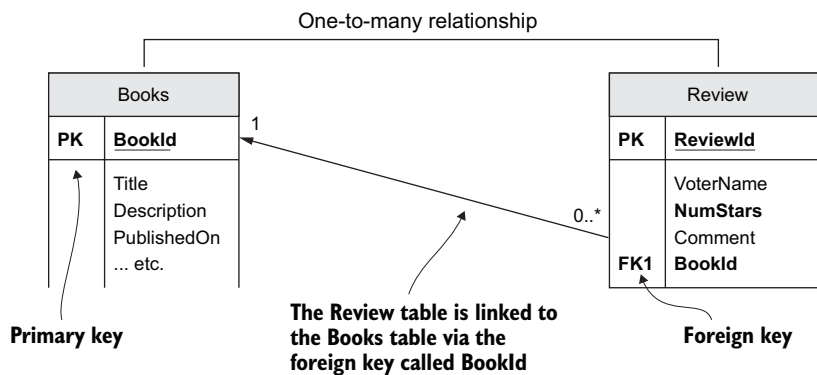 One-to-many relationship
Books
PK BookId
Title
Description
PublishedOn
... etc.
1
0..*
Review
PK ReviewId
VoterName
NumStars
Comment
FK1 BookId
Primary key
The Review table is linked to
the Books table via the
foreign key called BookId
Foreign key